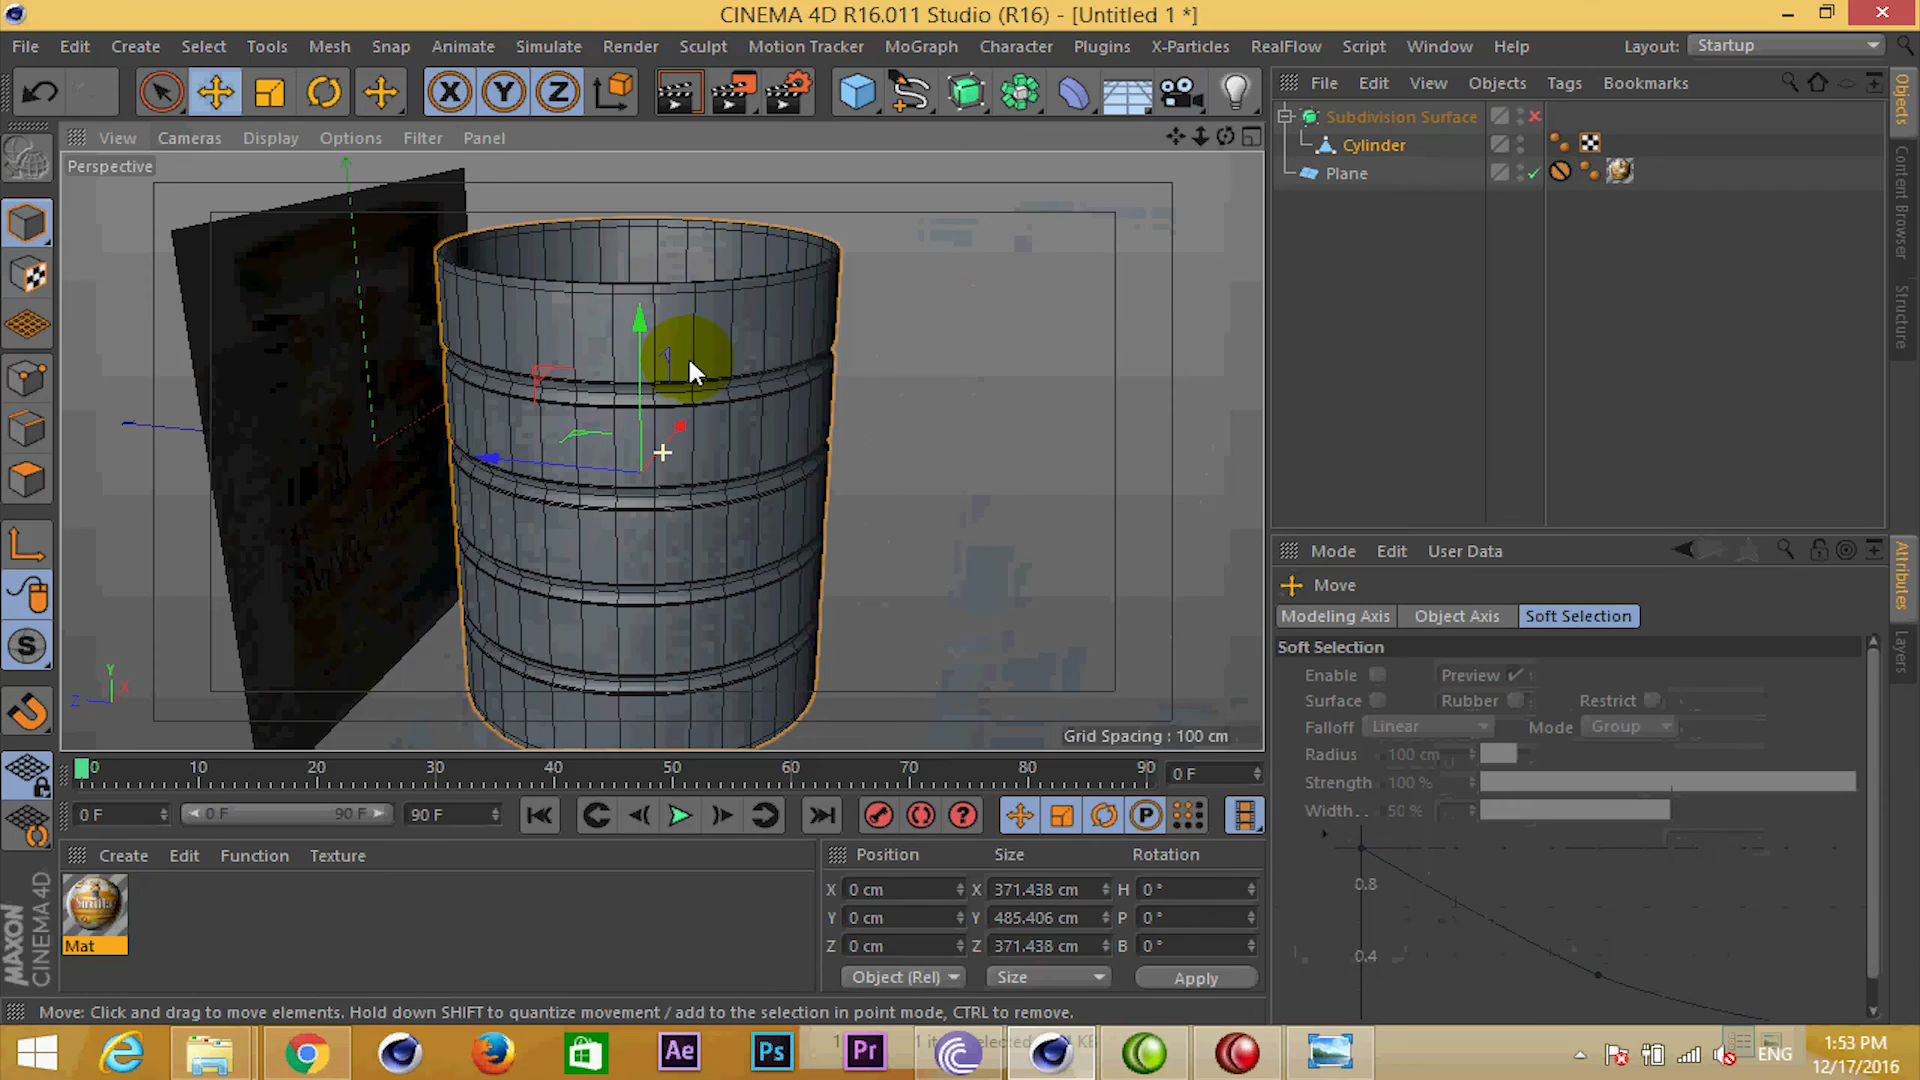 CINEMA 4D R16.011 Studio (R16) - [Untitled 1 *]
File Edit Create Select Tools Mesh Snap Animate Simulate Render Sculpt Motion Tracker MoGraph Character Plugins X-Particles RealFlow Script Window Help Layout: Startup
X Y Z
File Edit View Objects Tags Bookmarks
View Cameras Display Options Filter Panel
Perspective
Subdivision Surface
Cylinder
Plane
Objects
Content Browser
Structure
Mode Edit User Data
Move
Modeling Axis Object Axis Soft Selection
Soft Selection
Enable Preview
Surface Rubber Restrict
Falloff Linear Mode Group
Radius 100 cm
Strength 100 %
Width.. 50 %
0.8
0.4
Attributes
Layers
Y
X
Z
S
Grid Spacing : 100 cm
0 10 20 30 40 50 60 70 80 90 0 F
0 F 0 F 90 F 90 F
P
Create Edit Function Texture
Mat
MAXON
CINEMA 4D
Position Size Rotation
X 0 cm X 371.438 cm H 0 °
Y 0 cm Y 485.406 cm P 0 °
Z 0 cm Z 371.438 cm B 0 °
Object (Rel) Size Apply
Move: Click and drag to move elements. Hold down SHIFT to quantize movement / add to the selection in point mode, CTRL to remove.
Ae Ps Pr
ENG
1:53 PM
12/17/2016